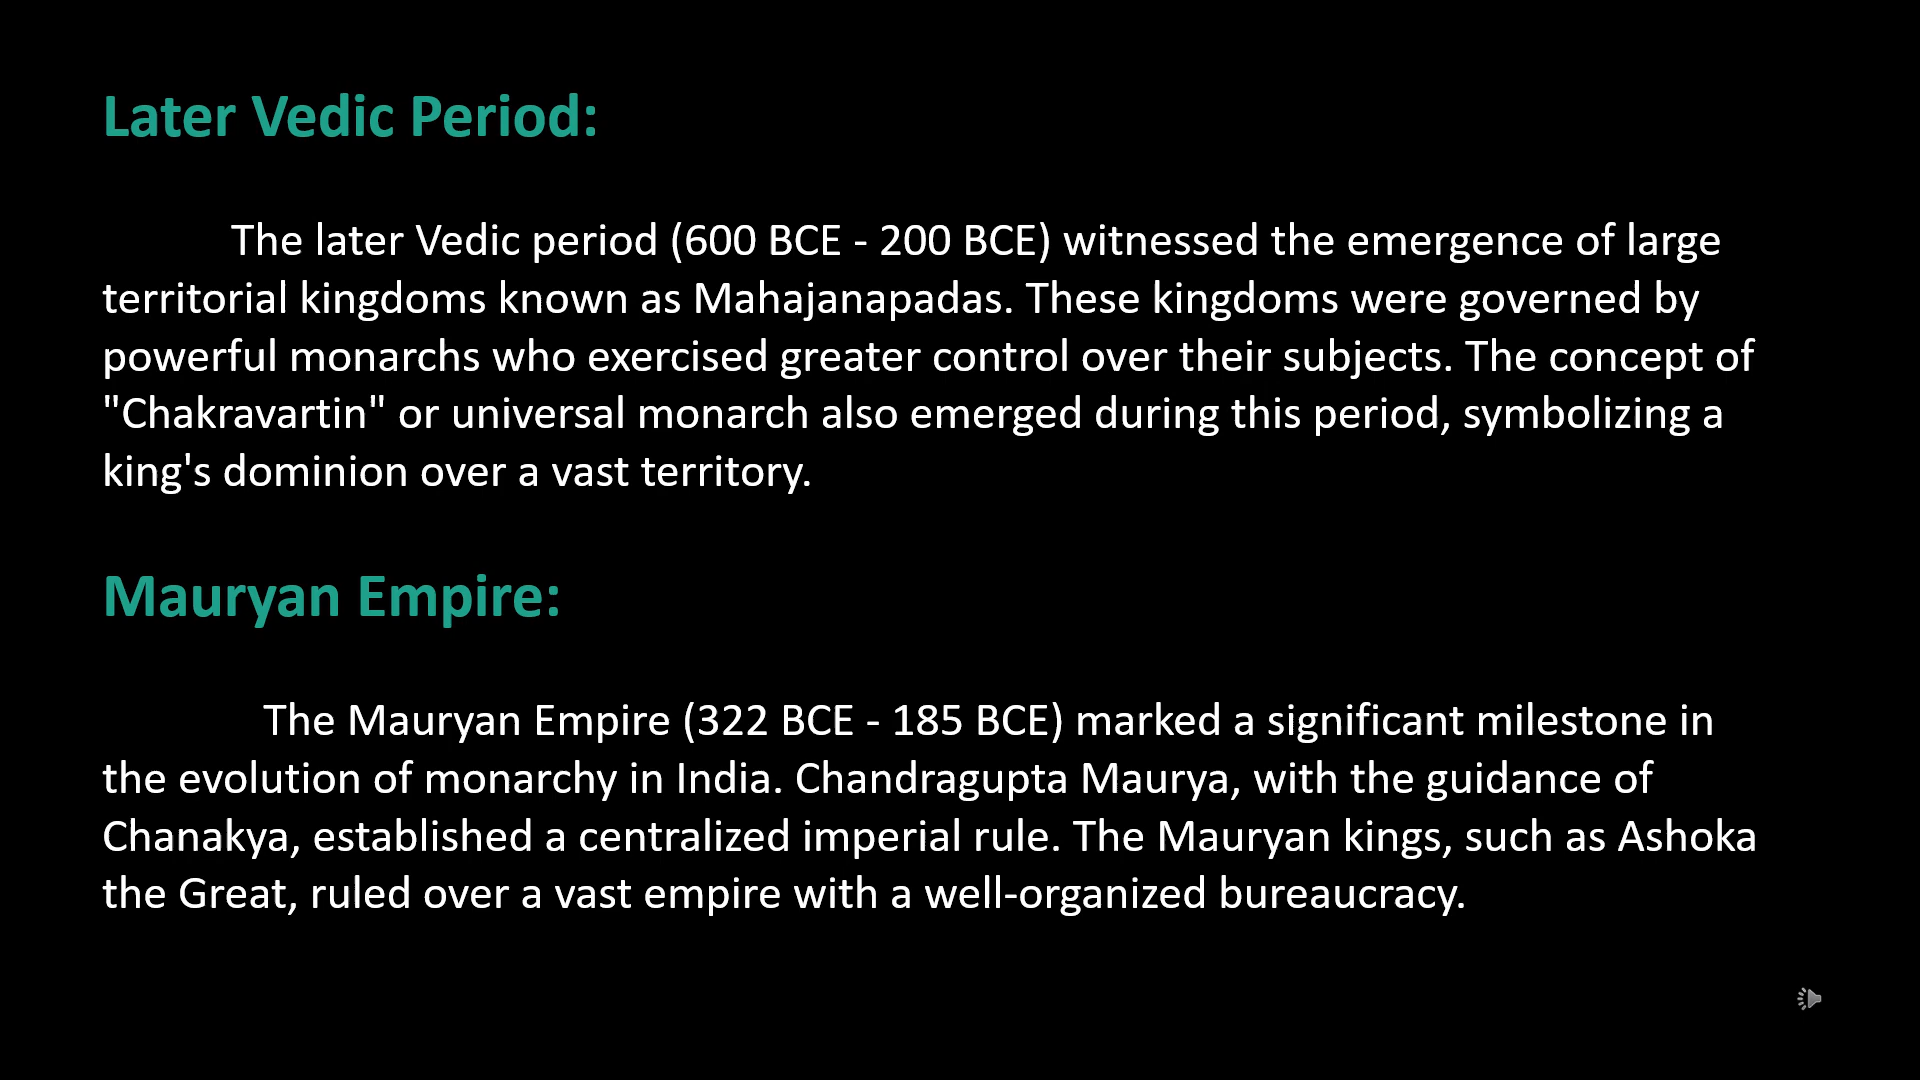 Later Vedic Period:
The later Vedic period (600 BCE - 200 BCE) witnessed the emergence of large
territorial kingdoms known as Mahajanapadas. These kingdoms were governed by
powerful monarchs who exercised greater control over their subjects. The concept of
"Chakravartin" or universal monarch also emerged during this period, symbolizing a
king's dominion over a vast territory.
Mauryan Empire:
The Mauryan Empire (322 BCE - 185 BCE) marked a significant milestone in
the evolution of monarchy in India. Chandragupta Maurya, with the guidance of
Chanakya, established a centralized imperial rule. The Mauryan kings, such as Ashoka
the Great, ruled over a vast empire with a well-organized bureaucracy.